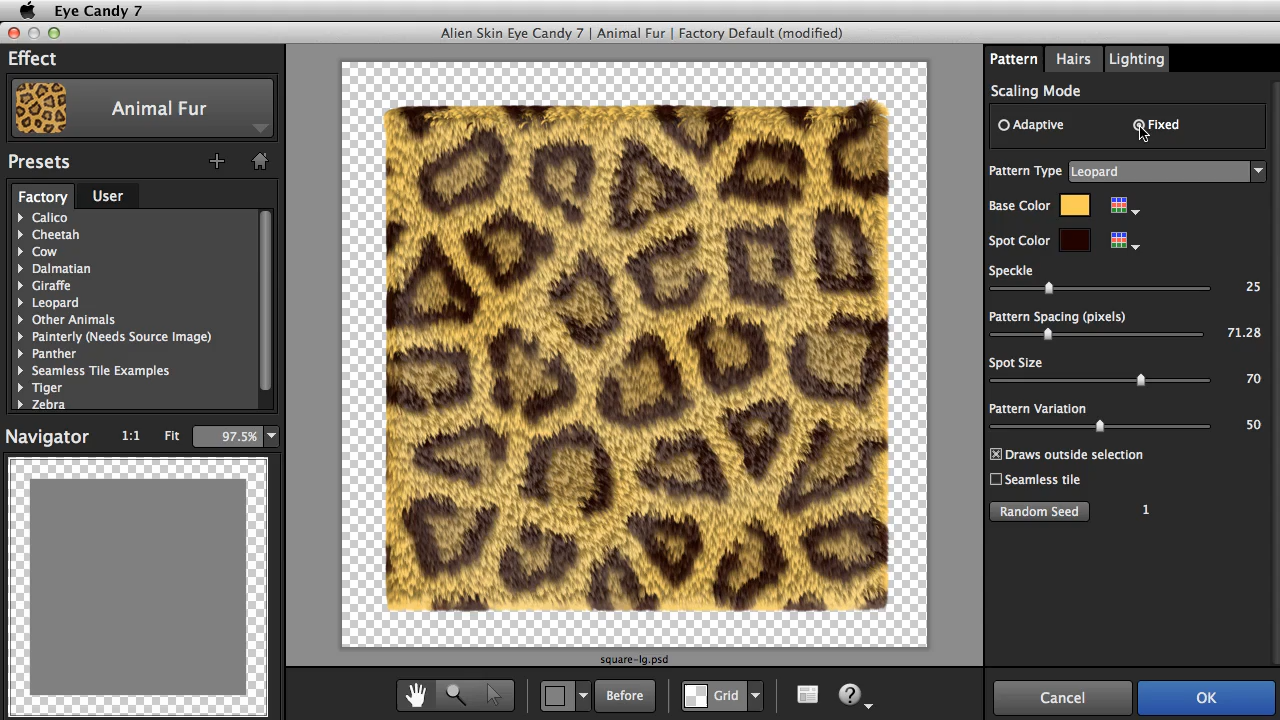 Eye Candy 7
Alien Skin Eye Candy 7 | Animal Fur | Factory Default (modified)
Effect
Animal Fur
Presets
Factory
User
Calico
Cheetah
Cow
Dalmatian
Giraffe
Leopard
Other Animals
Painterly (Needs Source Image)
Panther
Seamless Tile Examples
Tiger
Zebra
Navigator
1:1
Fit
97.5%
square-lg.psd
Before
Grid
?
Pattern
Hairs
Lighting
Scaling Mode
Adaptive
Fixed
Pattern Type
Leopard
Base Color
Spot Color
Speckle
25
Pattern Spacing (pixels)
71.28
Spot Size
70
Pattern Variation
50
Draws outside selection
Seamless tile
Random Seed
1
Cancel
OK